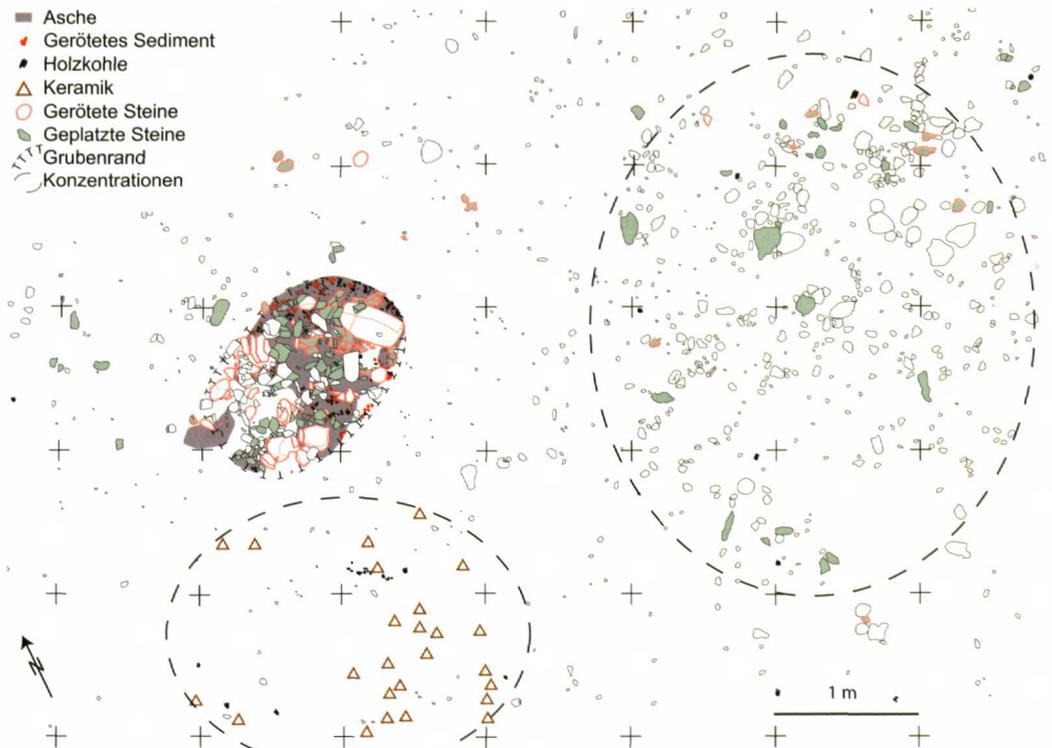 Asche
Gerötetes Sediment
Holzkohle
Keramik
Gerötete Steine
Geplatzte Steine
Grubenrand
Konzentrationen
N
1 m